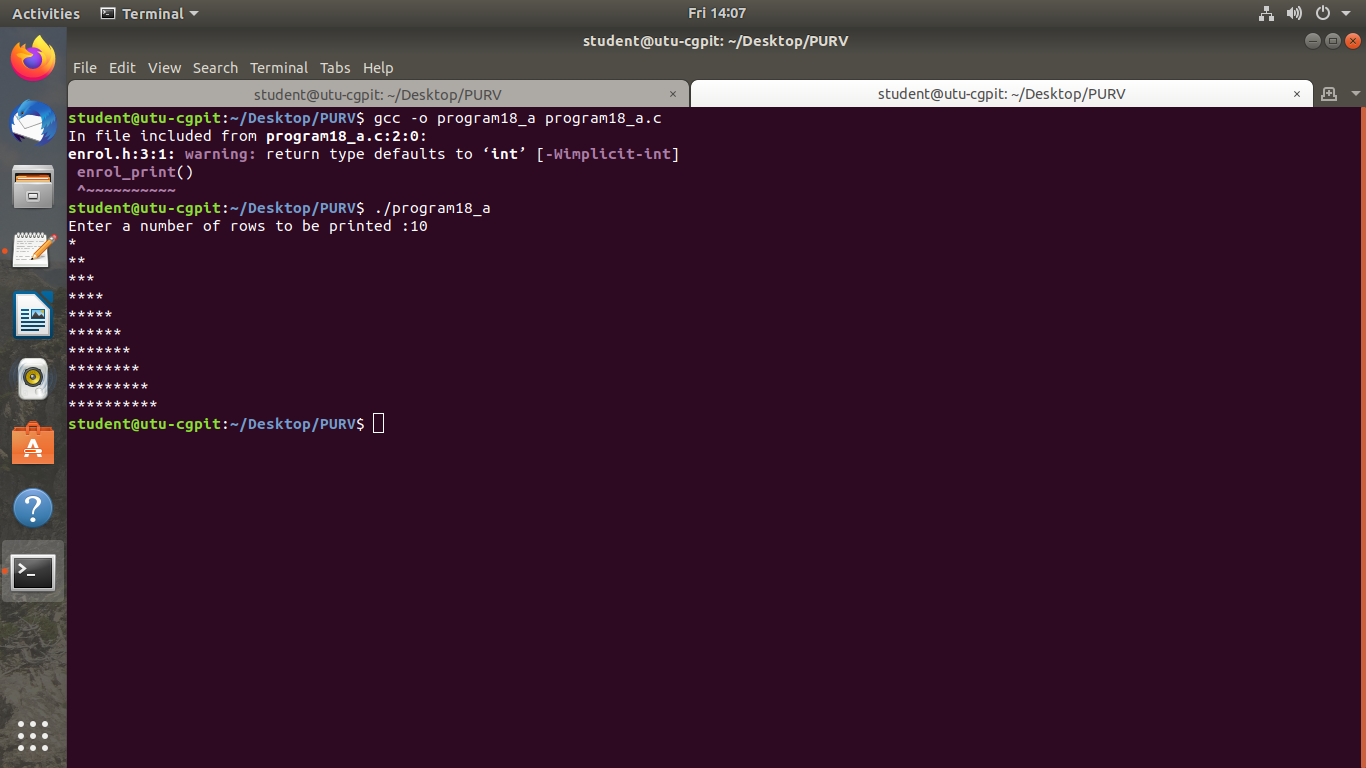 Activities Terminal Fri 14:07
student@utu-cgpit: ~/Desktop/PURV
File Edit View Search Terminal Tabs Help
student@utu-cgpit: ~/Desktop/PURV × student@utu-cgpit: ~/Desktop/PURV ×
student@utu-cgpit:~/Desktop/PURV$ gcc -o program18_a program18_a.c
In file included from program18_a.c:2:0:
enrol.h:3:1: warning: return type defaults to ‘int’ [-Wimplicit-int]
 enrol_print()
 ^~~~~~~~~~~
student@utu-cgpit:~/Desktop/PURV$ ./program18_a
Enter a number of rows to be printed :10
*
**
***
****
*****
******
*******
********
*********
**********
student@utu-cgpit:~/Desktop/PURV$